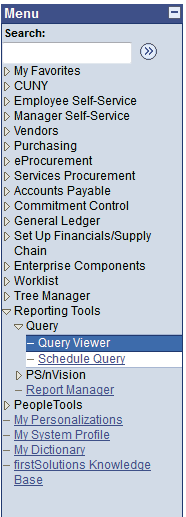 Menu
Search:
My Favorites
CUNY
Employee Self-Service
Manager Self-Service
Vendors
Purchasing
eProcurement
Services Procurement
Accounts Payable
Commitment Control
General Ledger
Set Up Financials/Supply
Chain
Enterprise Components
Worklist
Tree Manager
Reporting Tools
Query
– Query Viewer
– Schedule Query
PS/nVision
– Report Manager
PeopleTools
– My Personalizations
– My System Profile
– My Dictionary
– firstSolutions Knowledge
Base